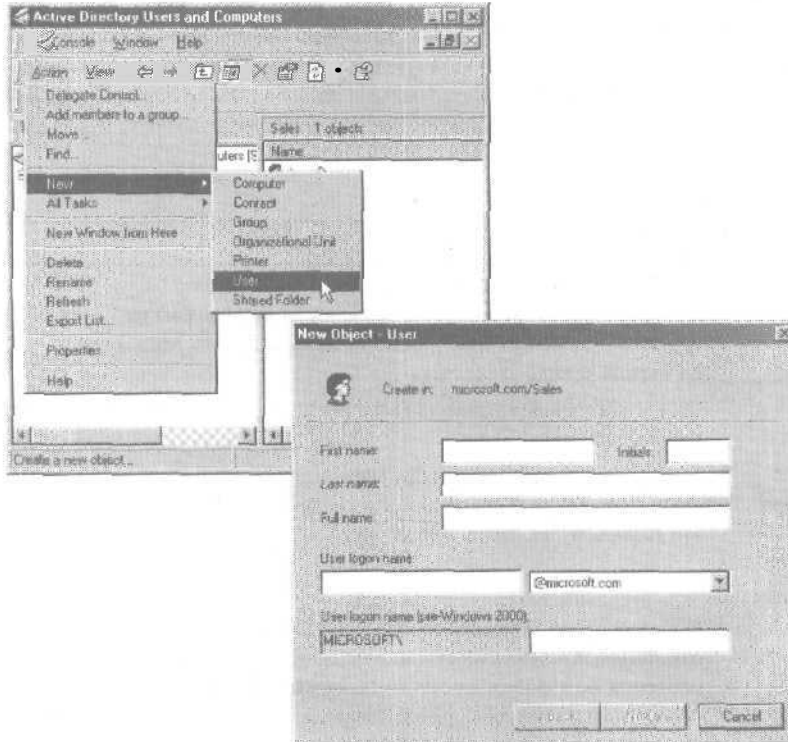 Active Directory Users and Computers
Console Window Help
Action View
Delegate Control...
Add members to a group...
Move...
Find...
New
All Tasks
New Window from Here
Delete
Rename
Refresh
Export List...
Properties
Help
uters [S
Sales 1 objects
Name
Computer
Contact
Group
Organizational Unit
Printer
User
Shared Folder
Create a new object...
New Object - User
Create in: microsoft.com/Sales
First name:
Initials:
Last name:
Full name:
User logon name:
@microsoft.com
User logon name (pre-Windows 2000):
MICROSOFT\
Cancel